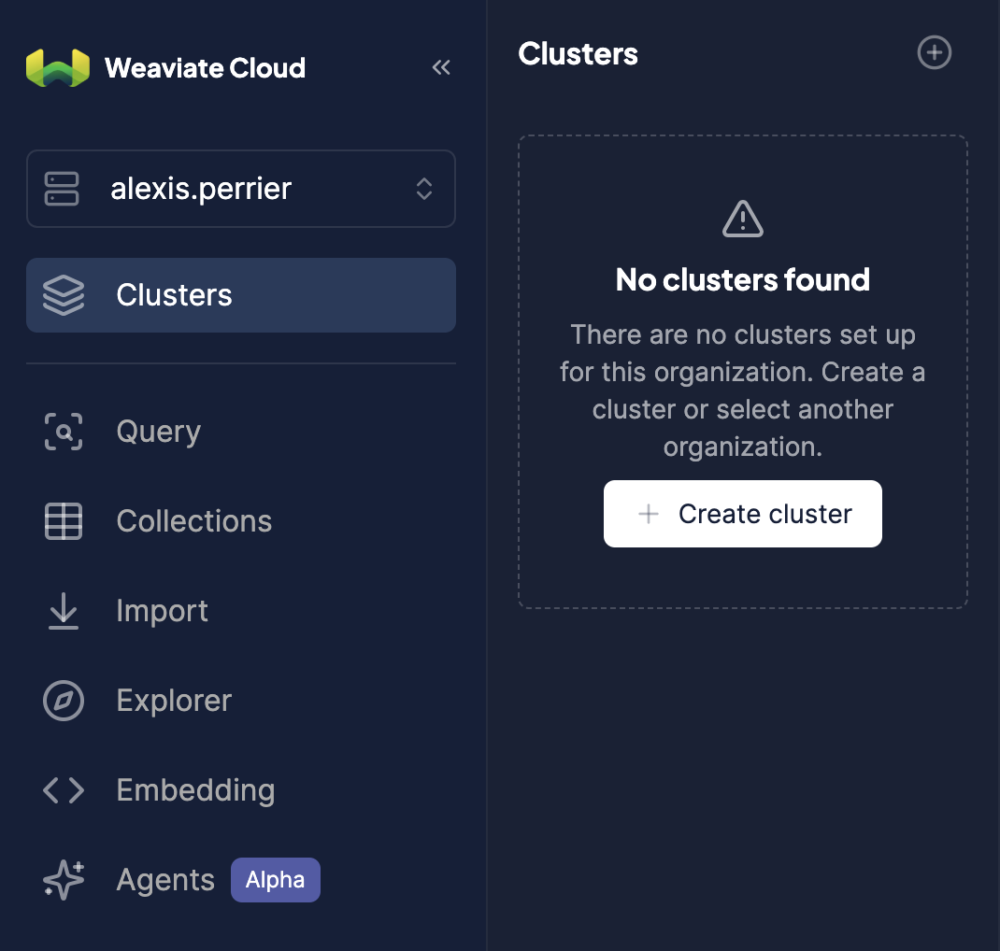 Weaviate Cloud
alexis.perrier
Clusters
Query
Collections
Import
Explorer
Embedding
Agents Alpha
Clusters
No clusters found
There are no clusters set up
for this organization. Create a
cluster or select another
organization.
Create cluster